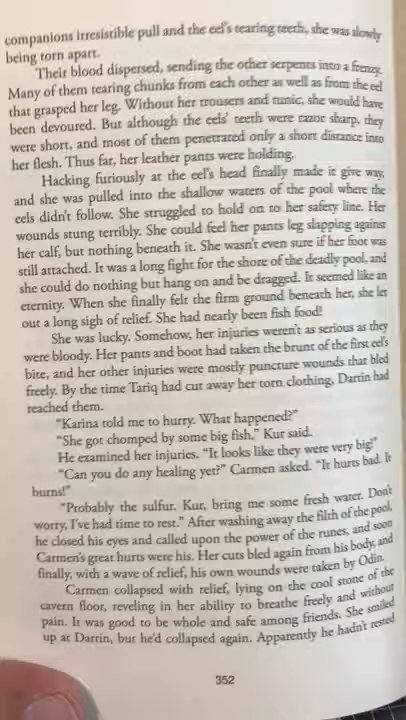 companions irresistible pull and the eel's tearing teeth, she was slowly
being torn apart.
Their blood dispersed, sending the other serpents into a frenzy.
Many of them tearing chunks from each other as well as from the eel
that grasped her leg. Without her trousers and tunic, she would have
been devoured. But although the eels' teeth were razor sharp, they
were short, and most of them penetrated only a short distance into
her flesh. Thus far, her leather pants were holding.
Hacking furiously at the eel's head finally made it give way,
and she was pulled into the shallow waters of the pool where the
eels didn't follow. She struggled to hold on to her safety line. Her
wounds stung terribly. She could feel her pants leg slapping against
her calf, but nothing beneath it. She wasn't even sure if her foot was
still attached. It was a long fight for the shore of the deadly pool, and
she could do nothing but hang on and be dragged. It seemed like an
eternity. When she finally felt the firm ground beneath her, she let
out a long sigh of relief. She had nearly been fish food!
She was lucky. Somehow, her injuries weren't as serious as they
were bloody. Her pants and boot had taken the brunt of the first eel's
bite, and her other injuries were mostly puncture wounds that bled
freely. By the time Tariq had cut away her torn clothing, Dartin had
reached them.
"Karina told me to hurry. What happened?"
"She got chomped by some big fish," Kur said.
He examined her injuries. "It looks like they were very big!"
"Can you do any healing yet?" Carmen asked. "It hurts bad. It
burns!"
"Probably the sulfur. Kur, bring me some fresh water. Don't
worry, I've had time to rest." After washing away the filth of the pool,
he closed his eyes and called upon the power of the runes, and soon
Carmen's great hurts were his. Her cuts bled again from his body, and
finally, with a wave of relief, his own wounds were taken by Odin.
Carmen collapsed with relief, lying on the cool stone of the
cavern floor, reveling in her ability to breathe freely and without
pain. It was good to be whole and safe among friends. She smiled
up at Dartin, but he'd collapsed again. Apparently he hadn't rested
352